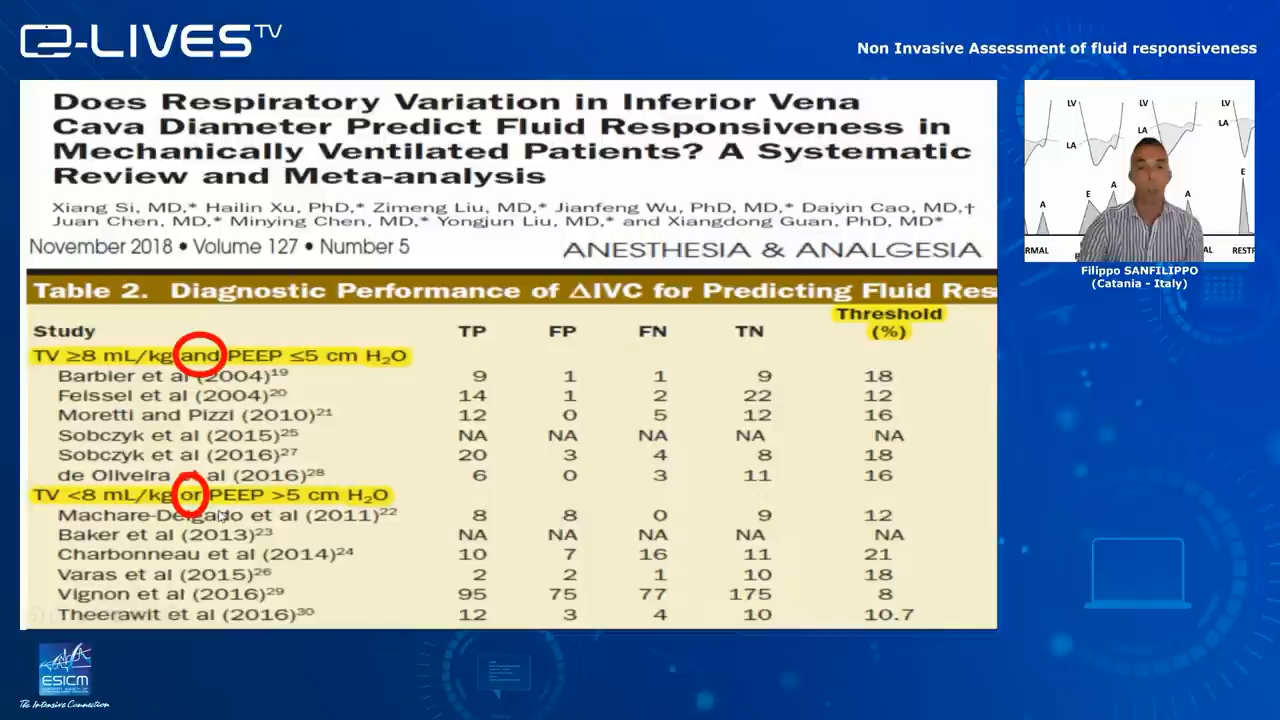 e-LIVES TV
Non Invasive Assessment of fluid responsiveness
Does Respiratory Variation in Inferior Vena
Cava Diameter Predict Fluid Responsiveness in
Mechanically Ventilated Patients? A Systematic
Review and Meta-analysis
Xiang Si, MD,* Hailin Xu, PhD,* Zimeng Liu, MD,* Jianfeng Wu, PhD, MD,* Daiyin Cao, MD,†
Juan Chen, MD,* Minying Chen, MD,* Yongjun Liu, MD,* and Xiangdong Guan, PhD, MD*
November 2018 • Volume 127 • Number 5 ANESTHESIA & ANALGESIA
Table 2. Diagnostic Performance of ΔIVC for Predicting Fluid Res
Study TP FP FN TN Threshold (%)
TV ≥8 mL/kg and PEEP ≤5 cm H₂O
Barbier et al (2004)¹⁹ 9 1 1 9 18
Feissel et al (2004)²⁰ 14 1 2 22 12
Moretti and Pizzi (2010)²¹ 12 0 5 12 16
Sobczyk et al (2015)²⁵ NA NA NA NA NA
Sobczyk et al (2016)²⁷ 20 3 4 8 18
de Oliveira et al (2016)²⁸ 6 0 3 11 16
TV <8 mL/kg or PEEP >5 cm H₂O
Machare-Delgado et al (2011)²² 8 8 0 9 12
Baker et al (2013)²³ NA NA NA NA NA
Charbonneau et al (2014)²⁴ 10 7 16 11 21
Varas et al (2015)²⁶ 2 2 1 10 18
Vignon et al (2016)²⁹ 95 75 77 175 8
Theerawit et al (2016)³⁰ 12 3 4 10 10.7
LV LV LV
LA LA LA
E A A E
A
RMAL AL RESTR
Filippo SANFILIPPO
(Catania - Italy)
ESICM
The Intensive Connection